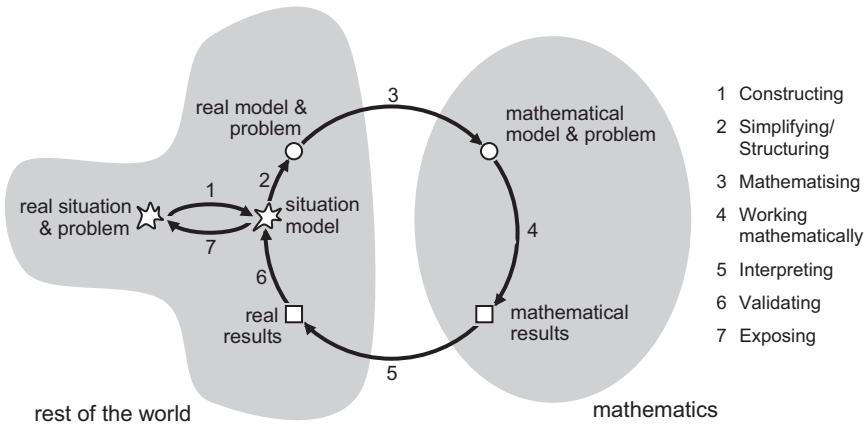 3
real model &
problem
mathematical
model & problem
2
1
real situation
& problem
situation
model
7
4
6
real
results
mathematical
results
5
rest of the world
mathematics
1 Constructing
2 Simplifying/
Structuring
3 Mathematising
4 Working
mathematically
5 Interpreting
6 Validating
7 Exposing